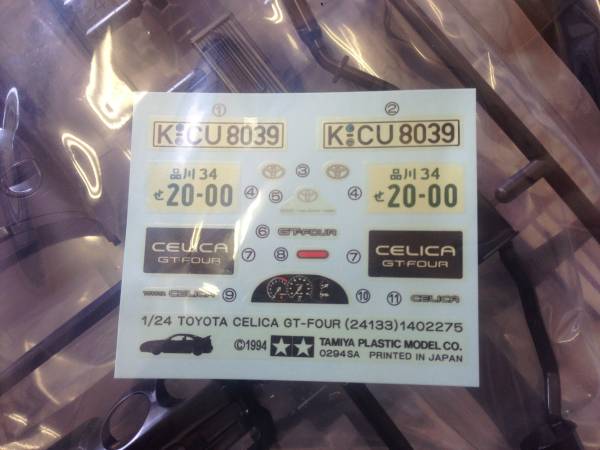 ① ②
K CU 8039 K CU 8039
品川 34 ③ 品川 34
せ 20-00 ④ ⑤ ④ せ 20-00
⑥ GT-FOUR
CELICA CELICA
GT-FOUR ⑦ ⑧ ⑦ GT-FOUR
CELICA ⑨ ⑩ ⑪ CELICA
1/24 TOYOTA CELICA GT-FOUR (24133) 1402275
©1994 TAMIYA PLASTIC MODEL CO.
0294SA PRINTED IN JAPAN